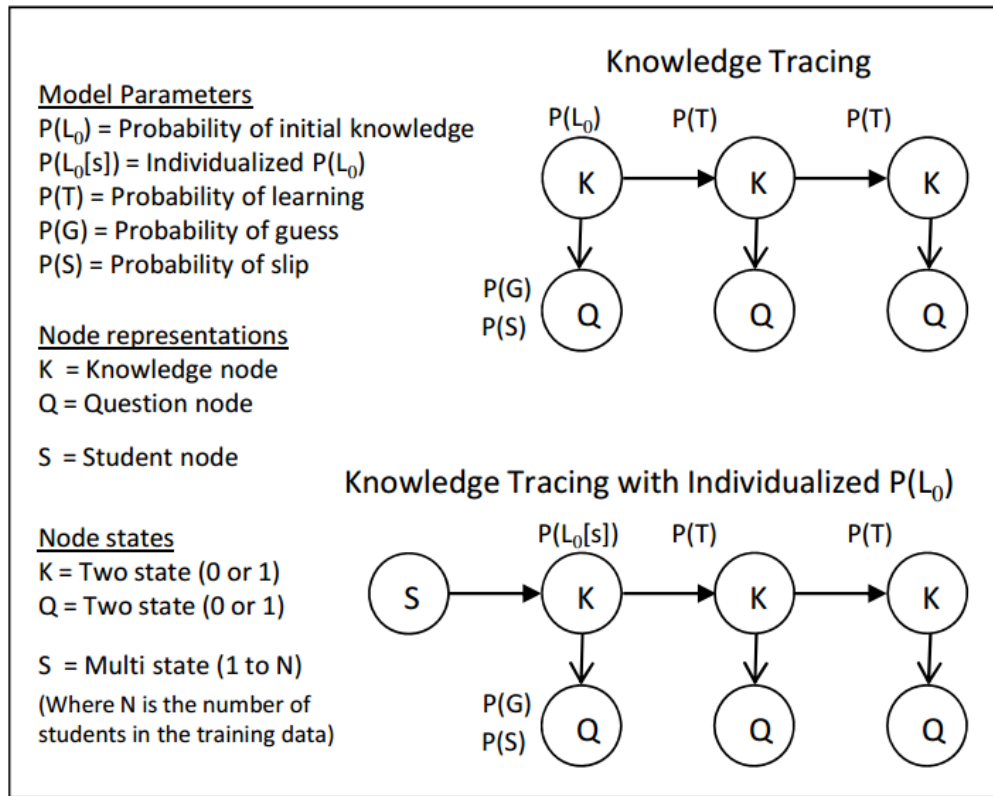 Model Parameters
P(L₀) = Probability of initial knowledge
P(L₀[s]) = Individualized P(L₀)
P(T) = Probability of learning
P(G) = Probability of guess
P(S) = Probability of slip
Node representations
K = Knowledge node
Q = Question node
S = Student node
Node states
K = Two state (0 or 1)
Q = Two state (0 or 1)
S = Multi state (1 to N)
(Where N is the number of
students in the training data)
Knowledge Tracing
P(L₀) P(T) P(T)
K K K
P(G)
P(S)
Q Q Q
Knowledge Tracing with Individualized P(L₀)
P(L₀[s]) P(T) P(T)
S K K K
P(G)
P(S)
Q Q Q